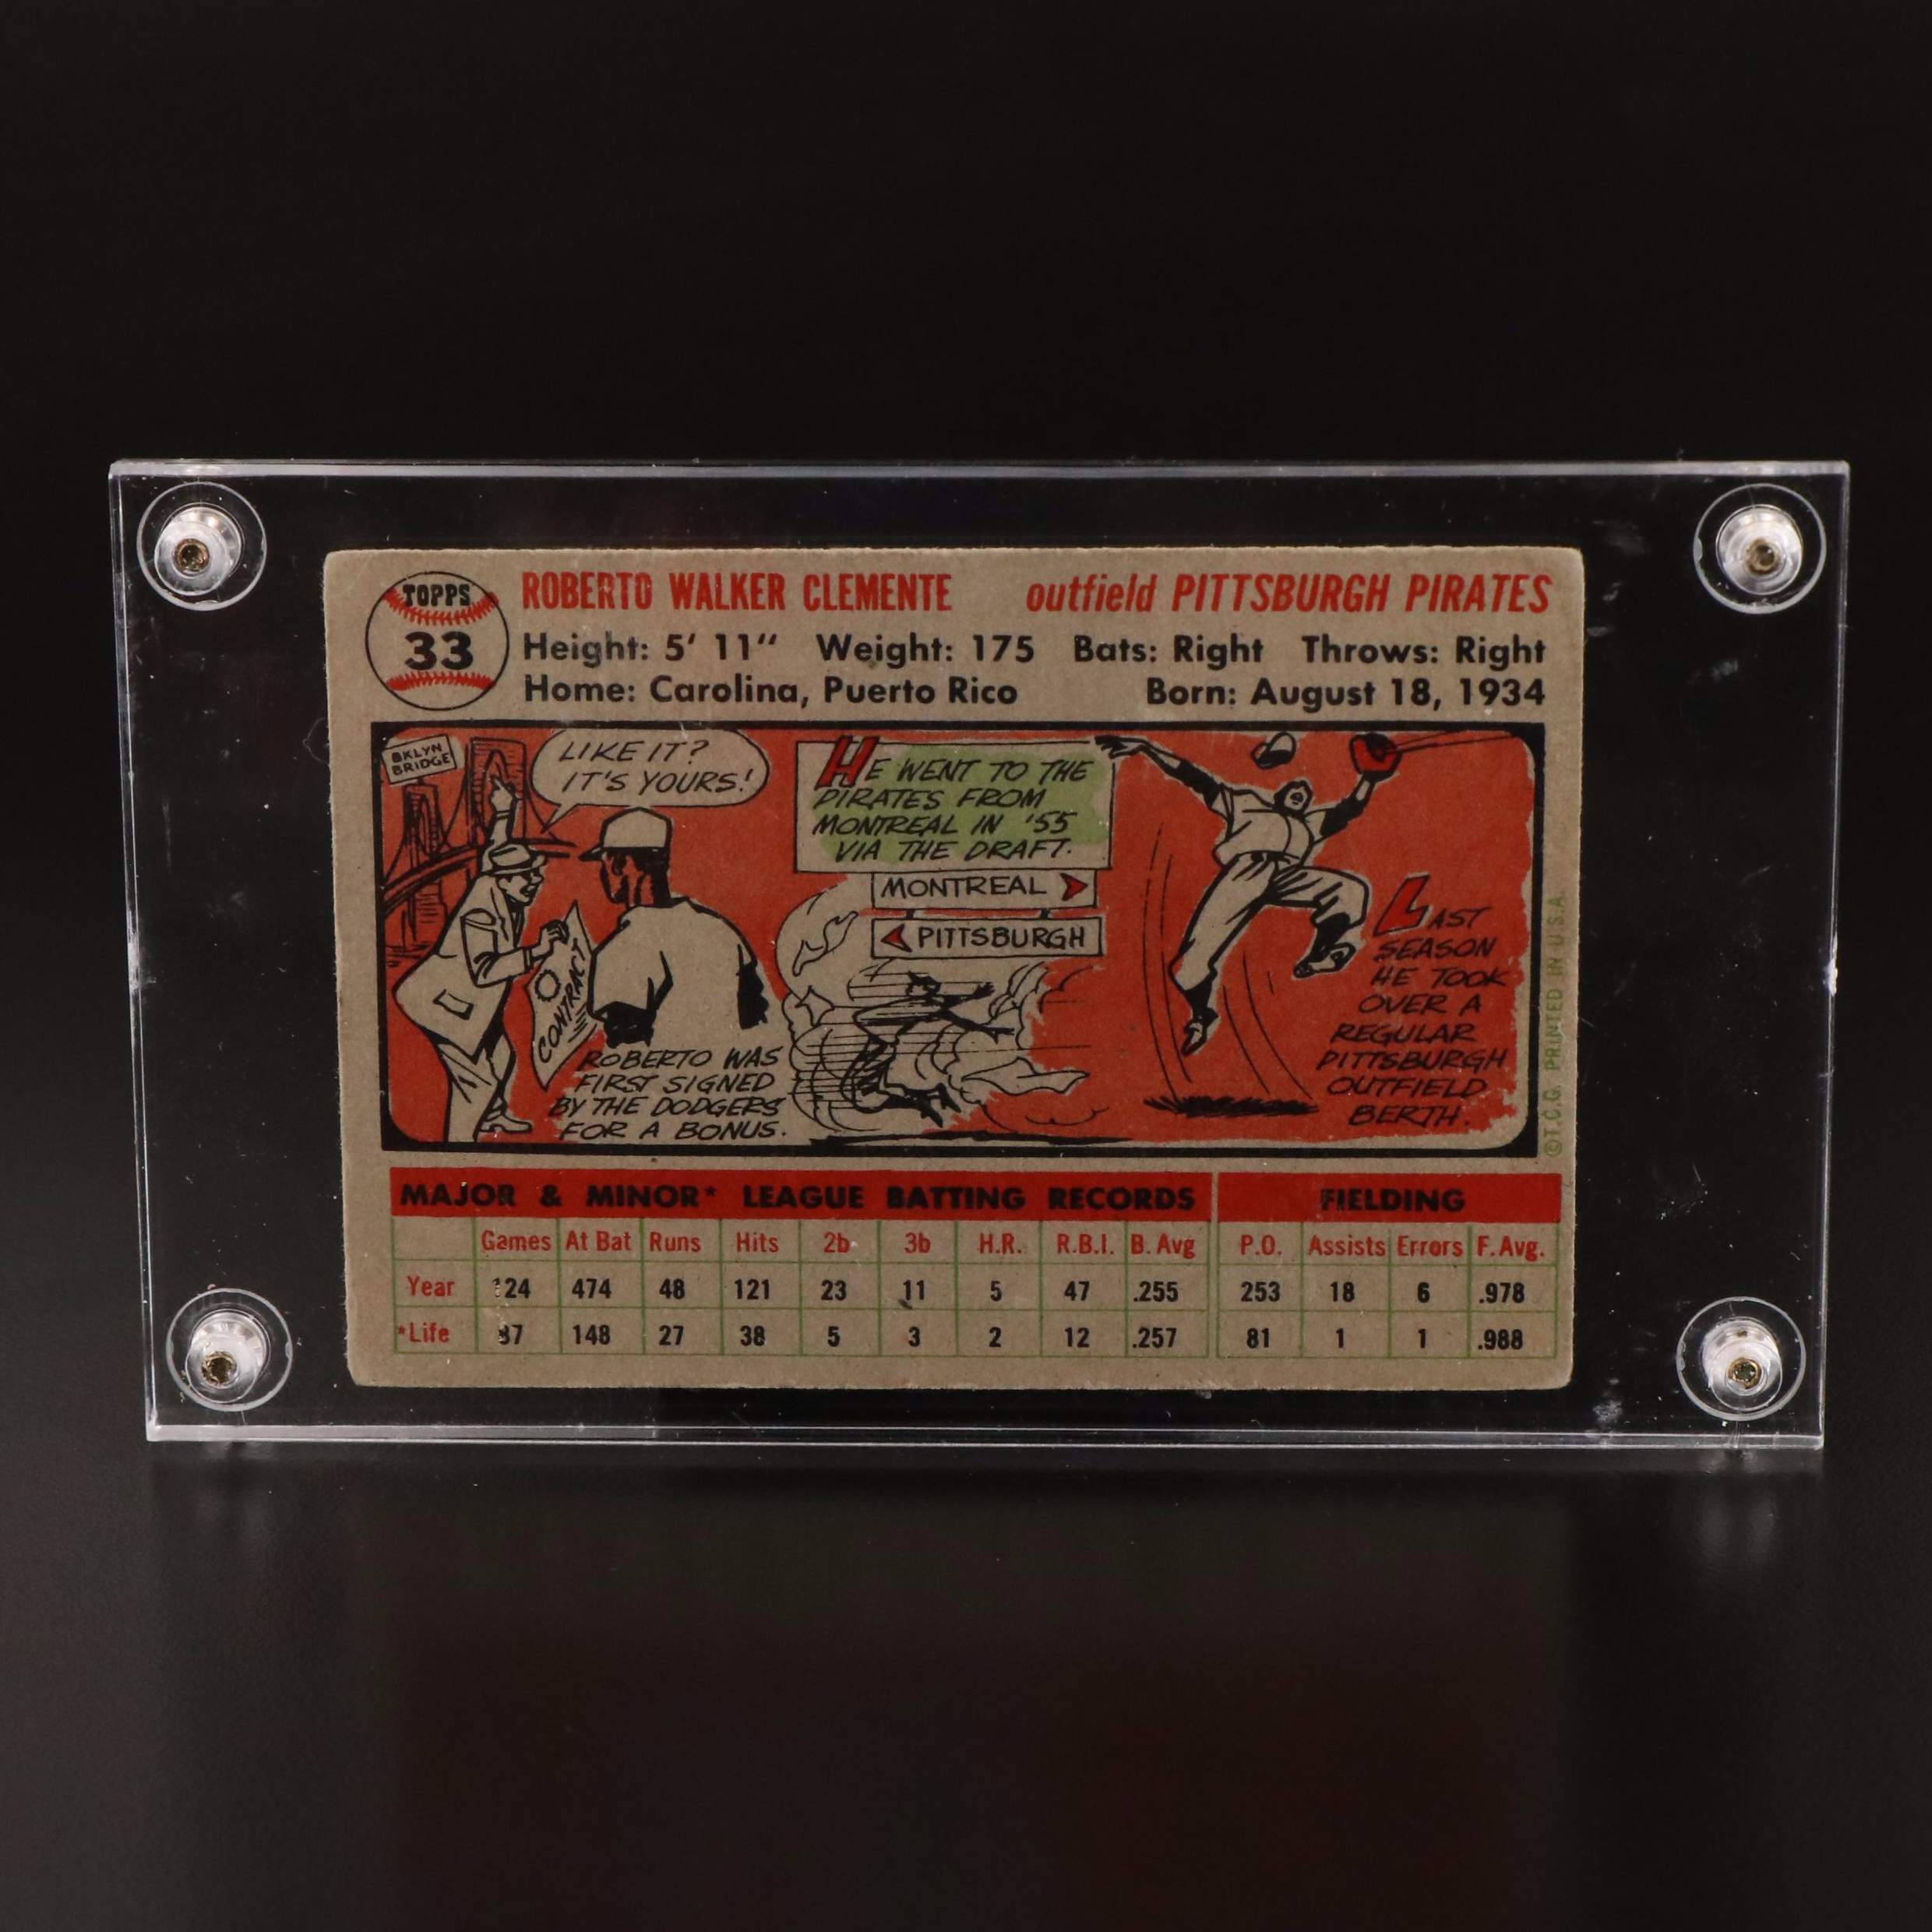 TOPPS
33
ROBERTO WALKER CLEMENTE outfield PITTSBURGH PIRATES
Height: 5' 11" Weight: 175 Bats: Right Throws: Right
Home: Carolina, Puerto Rico Born: August 18, 1934
BKLYN
BRIDGE
LIKE IT?
IT'S YOURS!
CONTRACT
ROBERTO WAS
FIRST SIGNED
BY THE DODGERS
FOR A BONUS.
HE WENT TO THE
PIRATES FROM
MONTREAL IN '55
VIA THE DRAFT.
MONTREAL
PITTSBURGH
LAST
SEASON
HE TOOK
OVER A
REGULAR
PITTSBURGH
OUTFIELD
BERTH.
©T.C.G. PRINTED IN U.S.A.
MAJOR & MINOR* LEAGUE BATTING RECORDS FIELDING
Games At Bat Runs Hits 2b 3b H.R. R.B.I. B. Avg P.O. Assists Errors F. Avg.
Year 124 474 48 121 23 11 5 47 .255 253 18 6 .978
*Life 148 27 38 5 3 2 12 .257 81 1 1 .988